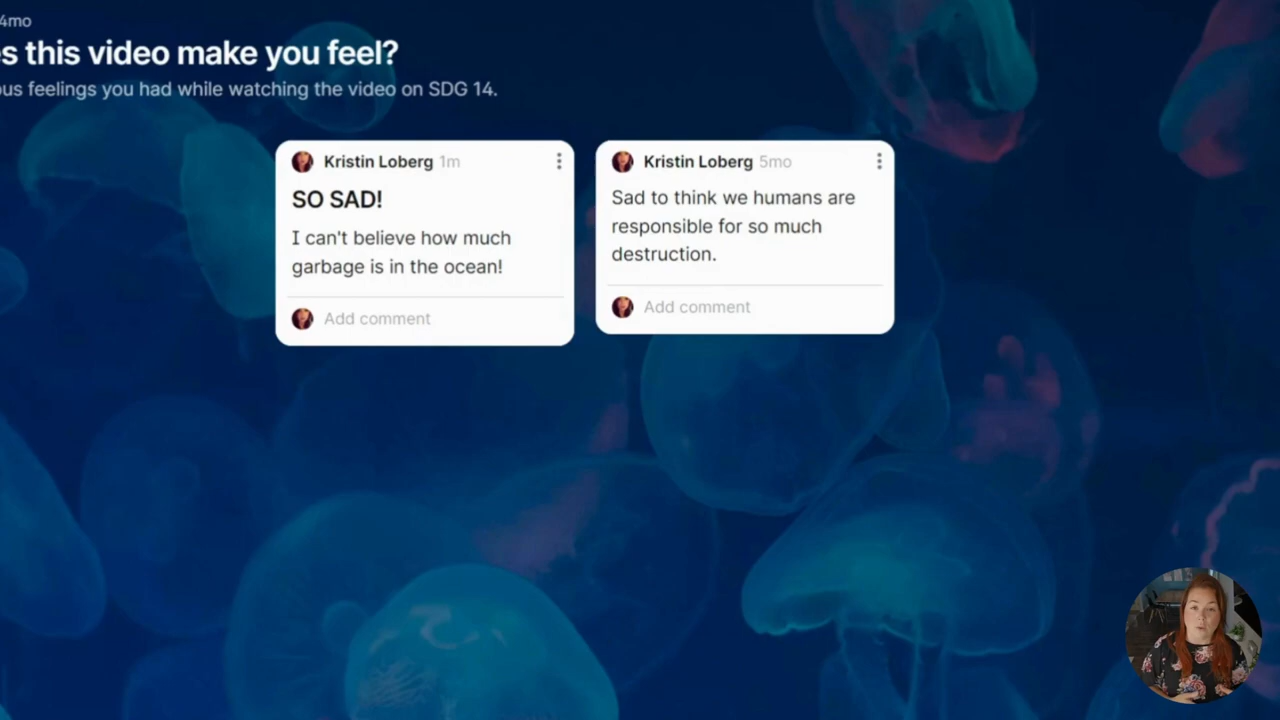 4mo
s this video make you feel?
ous feelings you had while watching the video on SDG 14.
Kristin Loberg 1m
SO SAD!
I can't believe how much
garbage is in the ocean!
Add comment
Kristin Loberg 5mo
Sad to think we humans are
responsible for so much
destruction.
Add comment